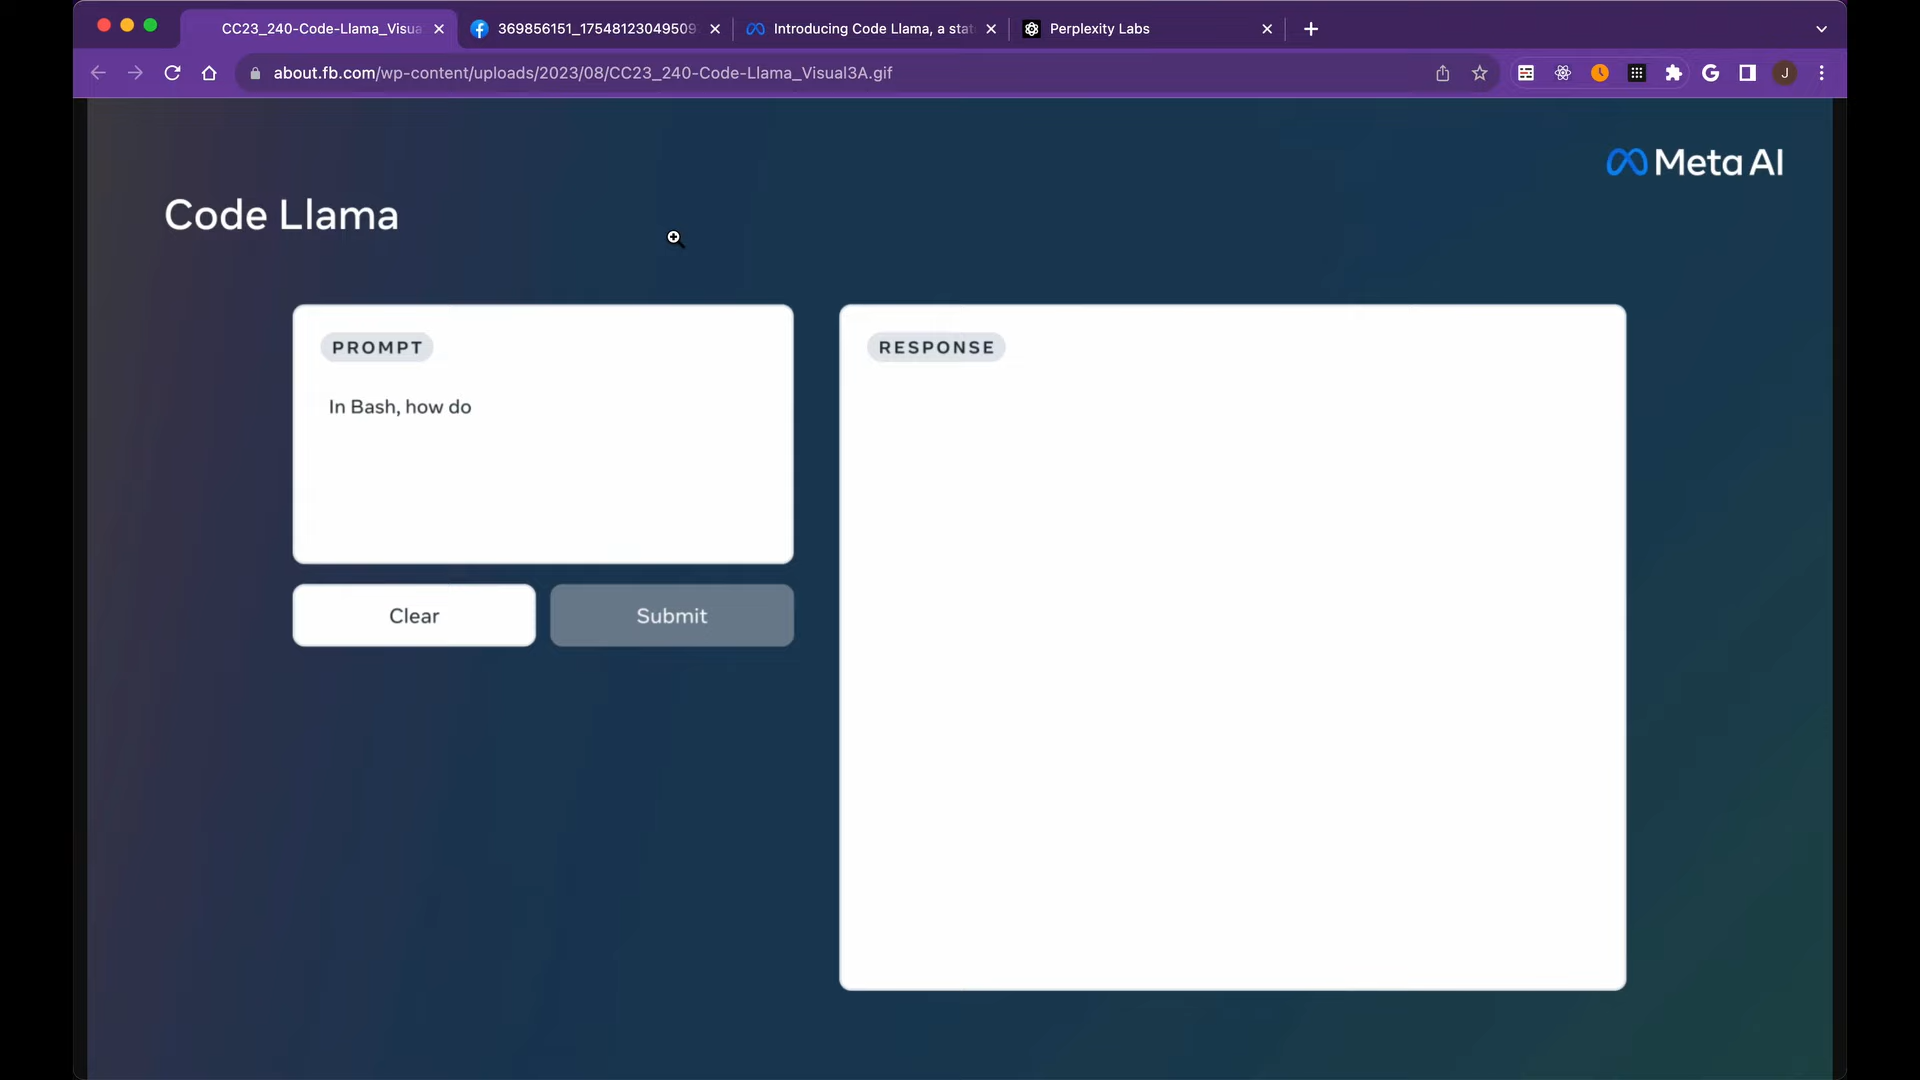 CC23_240-Code-Llama_Visua
369856151_17548123049509
Introducing Code Llama, a stat
Perplexity Labs
about.fb.com/wp-content/uploads/2023/08/CC23_240-Code-Llama_Visual3A.gif
J
Meta AI
Code Llama
PROMPT
In Bash, how do
Clear
Submit
RESPONSE